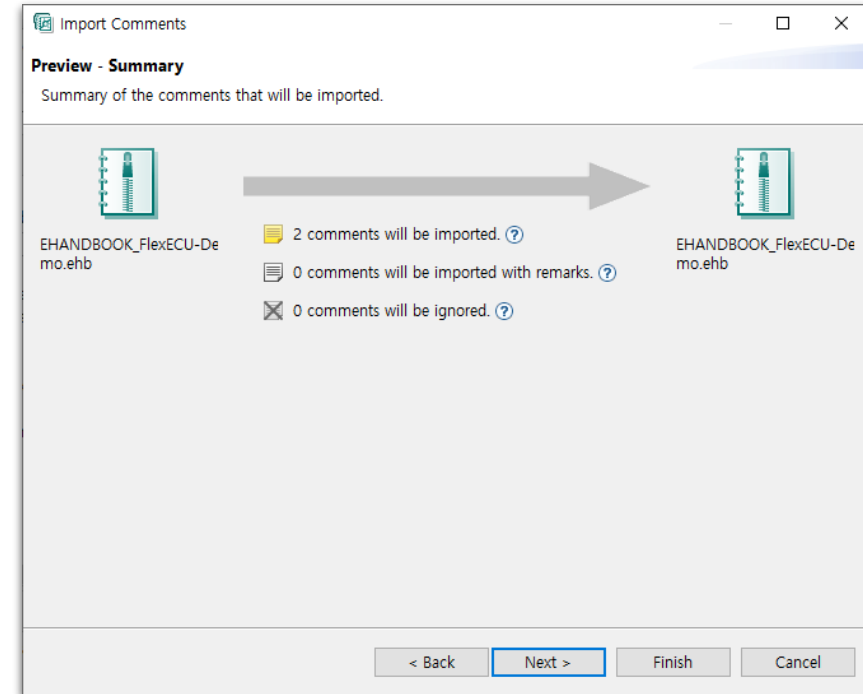 Import Comments
Preview - Summary
Summary of the comments that will be imported.
EHANDBOOK_FlexECU-De
mo.ehb
2 comments will be imported.
0 comments will be imported with remarks.
0 comments will be ignored.
EHANDBOOK_FlexECU-De
mo.ehb
< Back
Next >
Finish
Cancel